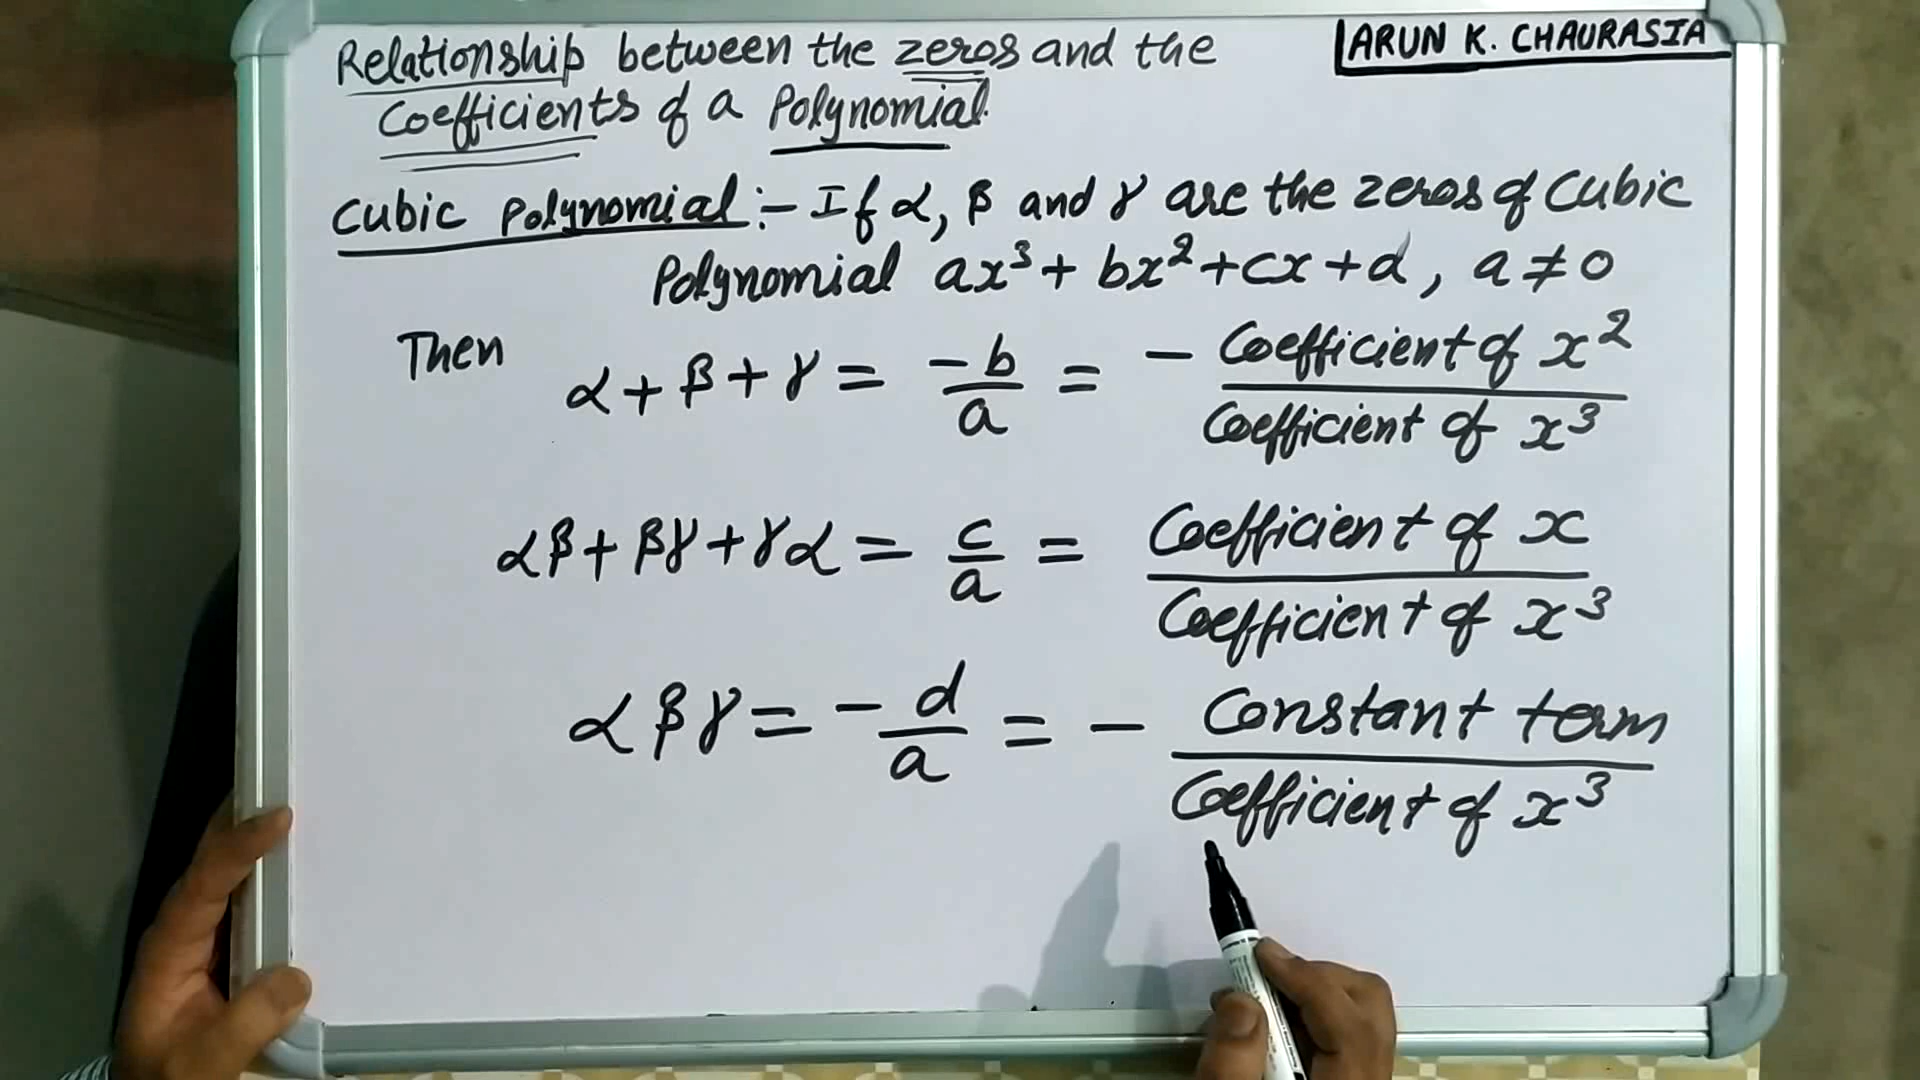 Relationship between the zeros and the
Coefficients of a Polynomial.
ARUN K. CHAURASIA
Cubic Polynomial :- If α, β and γ are the zeros of Cubic
Polynomial ax³ + bx² + cx + d, a ≠ 0
Then
α + β + γ = -b/a = - Coefficient of x² / Coefficient of x³
αβ + βγ + γα = c/a = Coefficient of x / Coefficient of x³
αβγ = - d/a = - Constant term / Coefficient of x³